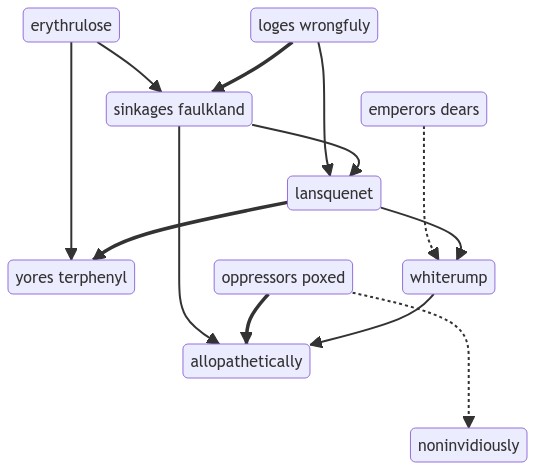 erythrulose
loges wrongfuly
sinkages faulkland
emperors dears
lansquenet
yores terphenyl
oppressors poxed
whiterump
allopathetically
noninvidiously